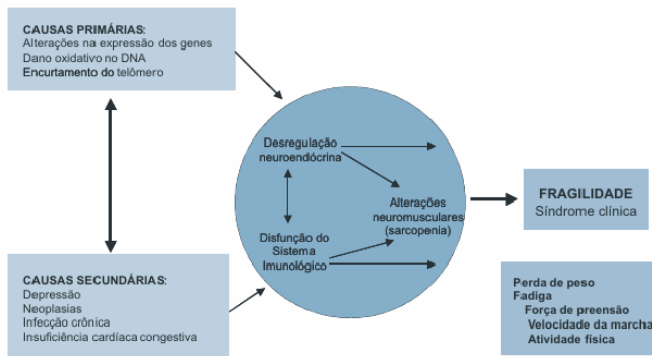 CAUSAS PRIMÁRIAS:
Alterações na expressão dos genes
Dano oxidativo no DNA
Encurtamento do telômero
Desregulação
neuroendócrina
Alterações
neuromusculares
(sarcopenia)
Disfunção do
Sistema
Imunológico
FRAGILIDADE
Síndrome clínica
CAUSAS SECUNDÁRIAS:
Depressão
Neoplasias
Infecção crônica
Insuficiência cardíaca congestiva
Perda de peso
Fadiga
Força de preensão
Velocidade da marcha
Atividade física